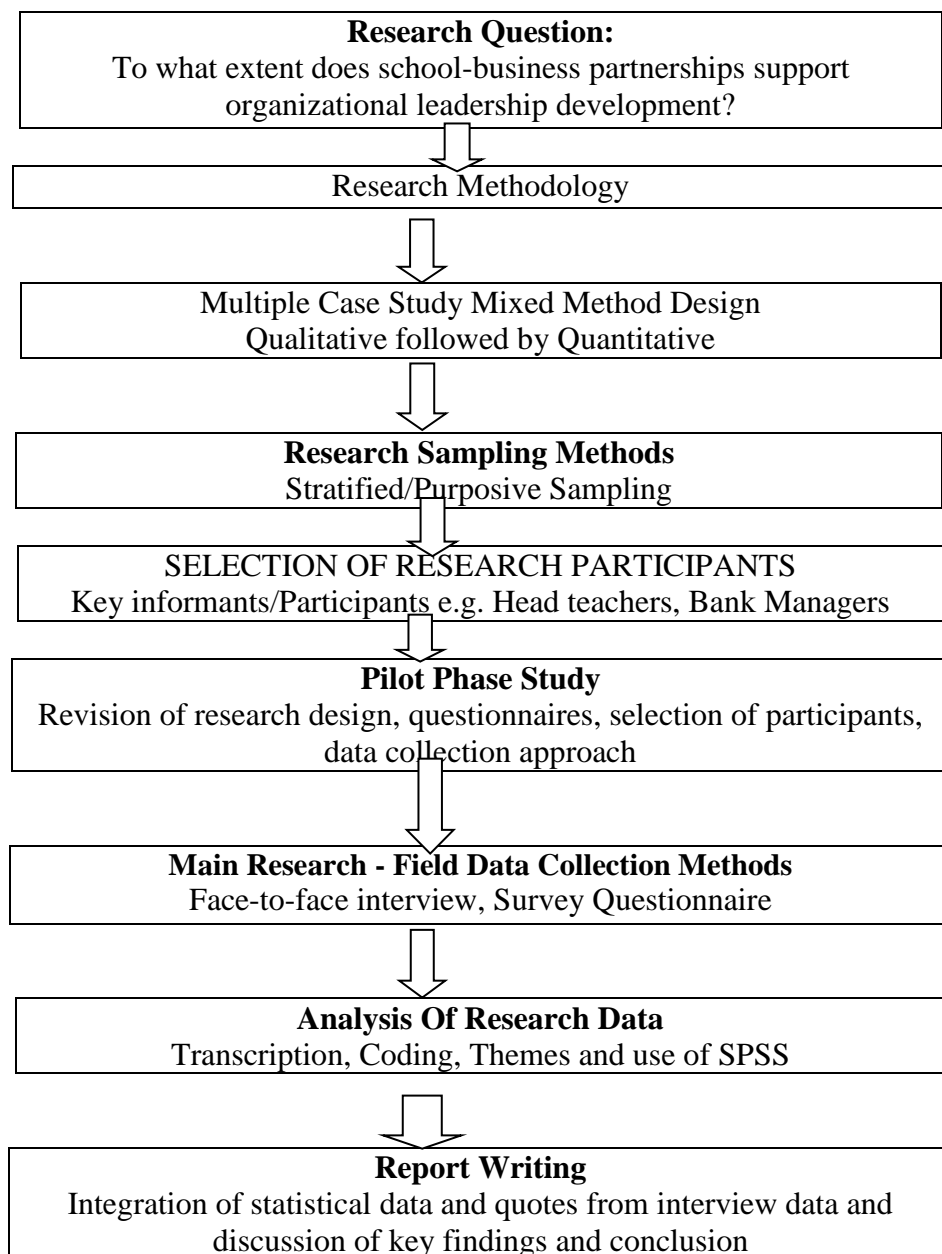 Research Question:
To what extent does school-business partnerships support
organizational leadership development?
Research Methodology
Multiple Case Study Mixed Method Design
Qualitative followed by Quantitative
Research Sampling Methods
Stratified/Purposive Sampling
SELECTION OF RESEARCH PARTICIPANTS
Key informants/Participants e.g. Head teachers, Bank Managers
Pilot Phase Study
Revision of research design, questionnaires, selection of participants,
data collection approach
Main Research - Field Data Collection Methods
Face-to-face interview, Survey Questionnaire
Analysis Of Research Data
Transcription, Coding, Themes and use of SPSS
Report Writing
Integration of statistical data and quotes from interview data and
discussion of key findings and conclusion